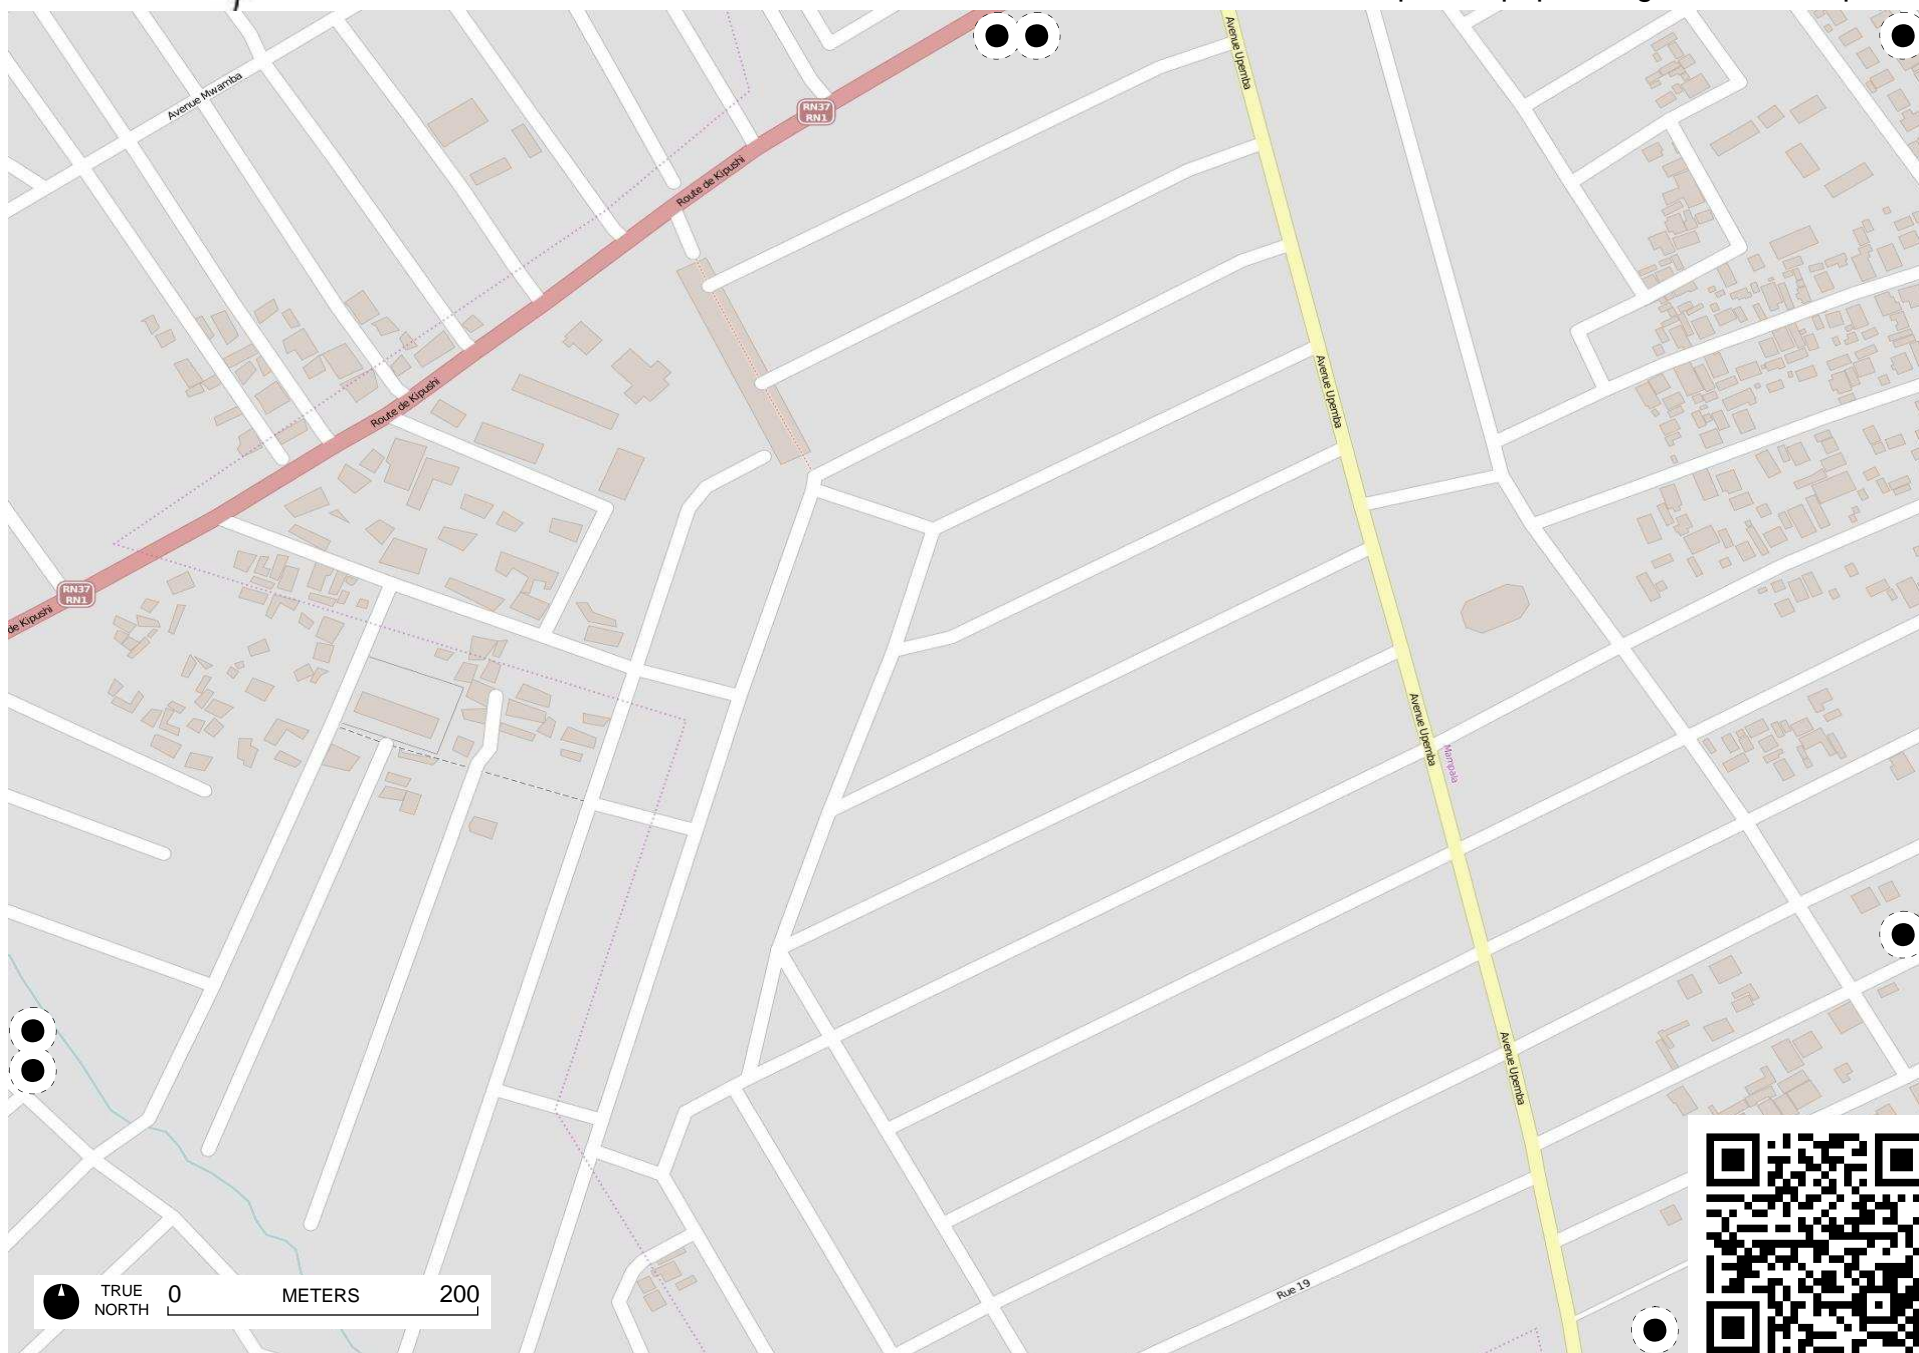 Avenue Upemba
Avenue Mwamba
RN37
RN1
Route de Kipushi
Route de Kipushi
Avenue Upemba
RN37
RN1
de Kipushi
Avenue Upemba
Mampala
Avenue Upemba
Rue 19
TRUE
NORTH
0
METERS
200